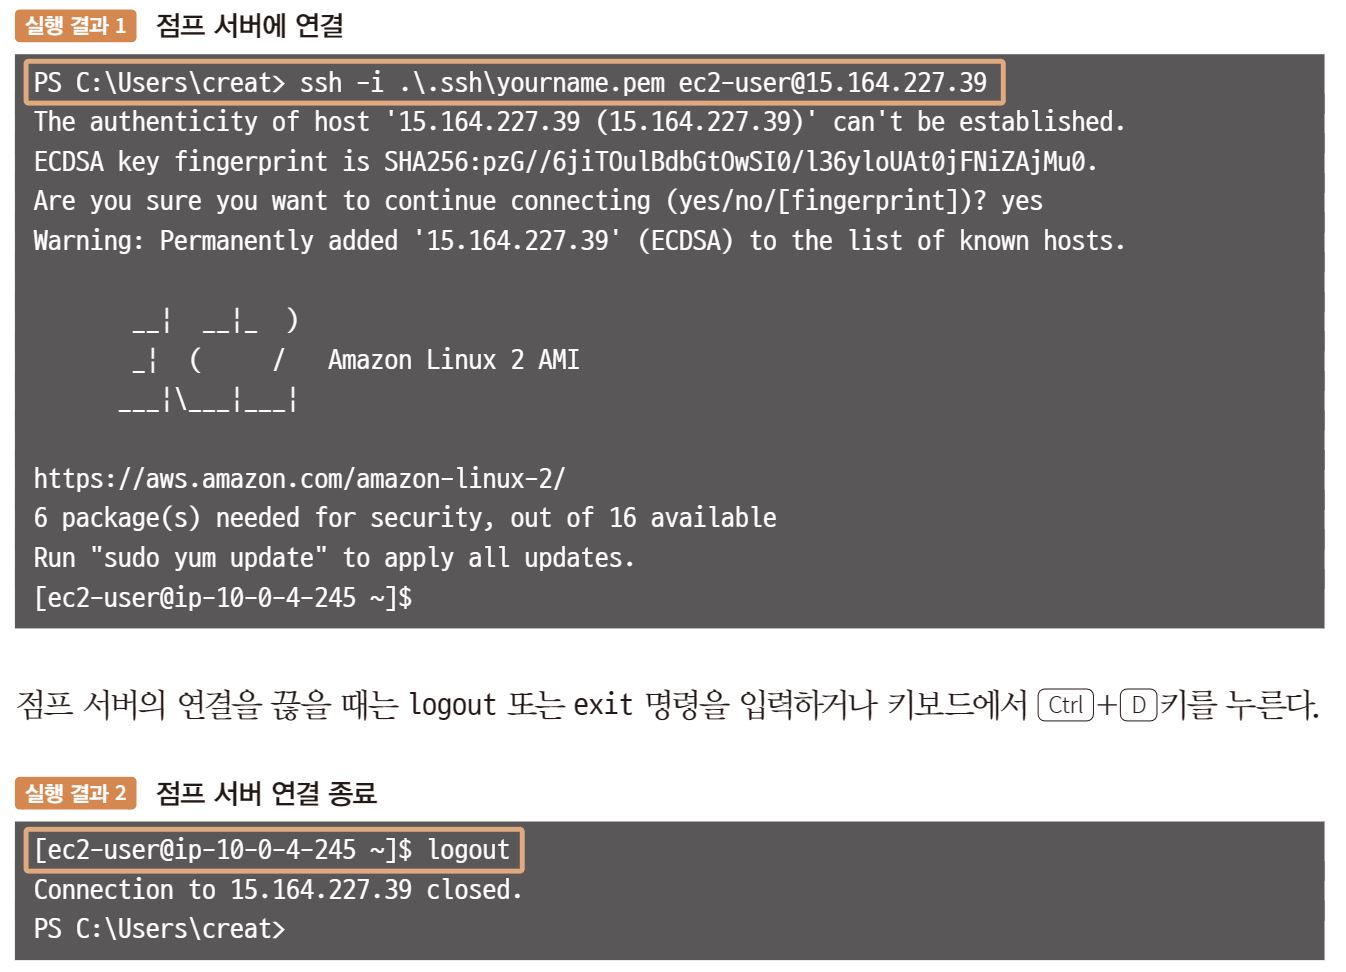 실행 결과 1 점프 서버에 연결
PS C:\Users\creat> ssh -i .\.ssh\yourname.pem ec2-user@15.164.227.39
The authenticity of host '15.164.227.39 (15.164.227.39)' can't be established.
ECDSA key fingerprint is SHA256:pzG//6jiTOulBdbGtOwSI0/l36yloUAt0jFNiZAjMu0.
Are you sure you want to continue connecting (yes/no/[fingerprint])? yes
Warning: Permanently added '15.164.227.39' (ECDSA) to the list of known hosts.
       __|  __|_  )
       _|  (     /   Amazon Linux 2 AMI
      ___|\___|___|
https://aws.amazon.com/amazon-linux-2/
6 package(s) needed for security, out of 16 available
Run "sudo yum update" to apply all updates.
[ec2-user@ip-10-0-4-245 ~]$
점프 서버의 연결을 끊을 때는 logout 또는 exit 명령을 입력하거나 키보드에서 Ctrl+D키를 누른다.
실행 결과 2 점프 서버 연결 종료
[ec2-user@ip-10-0-4-245 ~]$ logout
Connection to 15.164.227.39 closed.
PS C:\Users\creat>